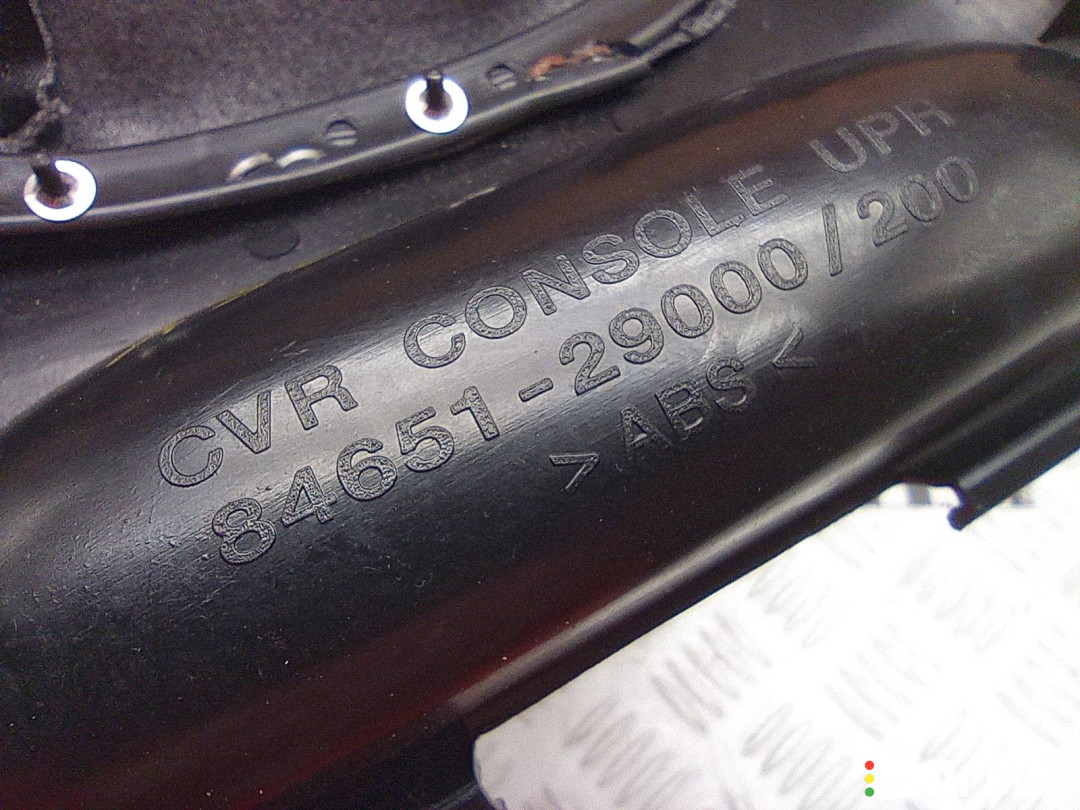 CVR CONSOLE UPR
84651-29000/200
>ABS<